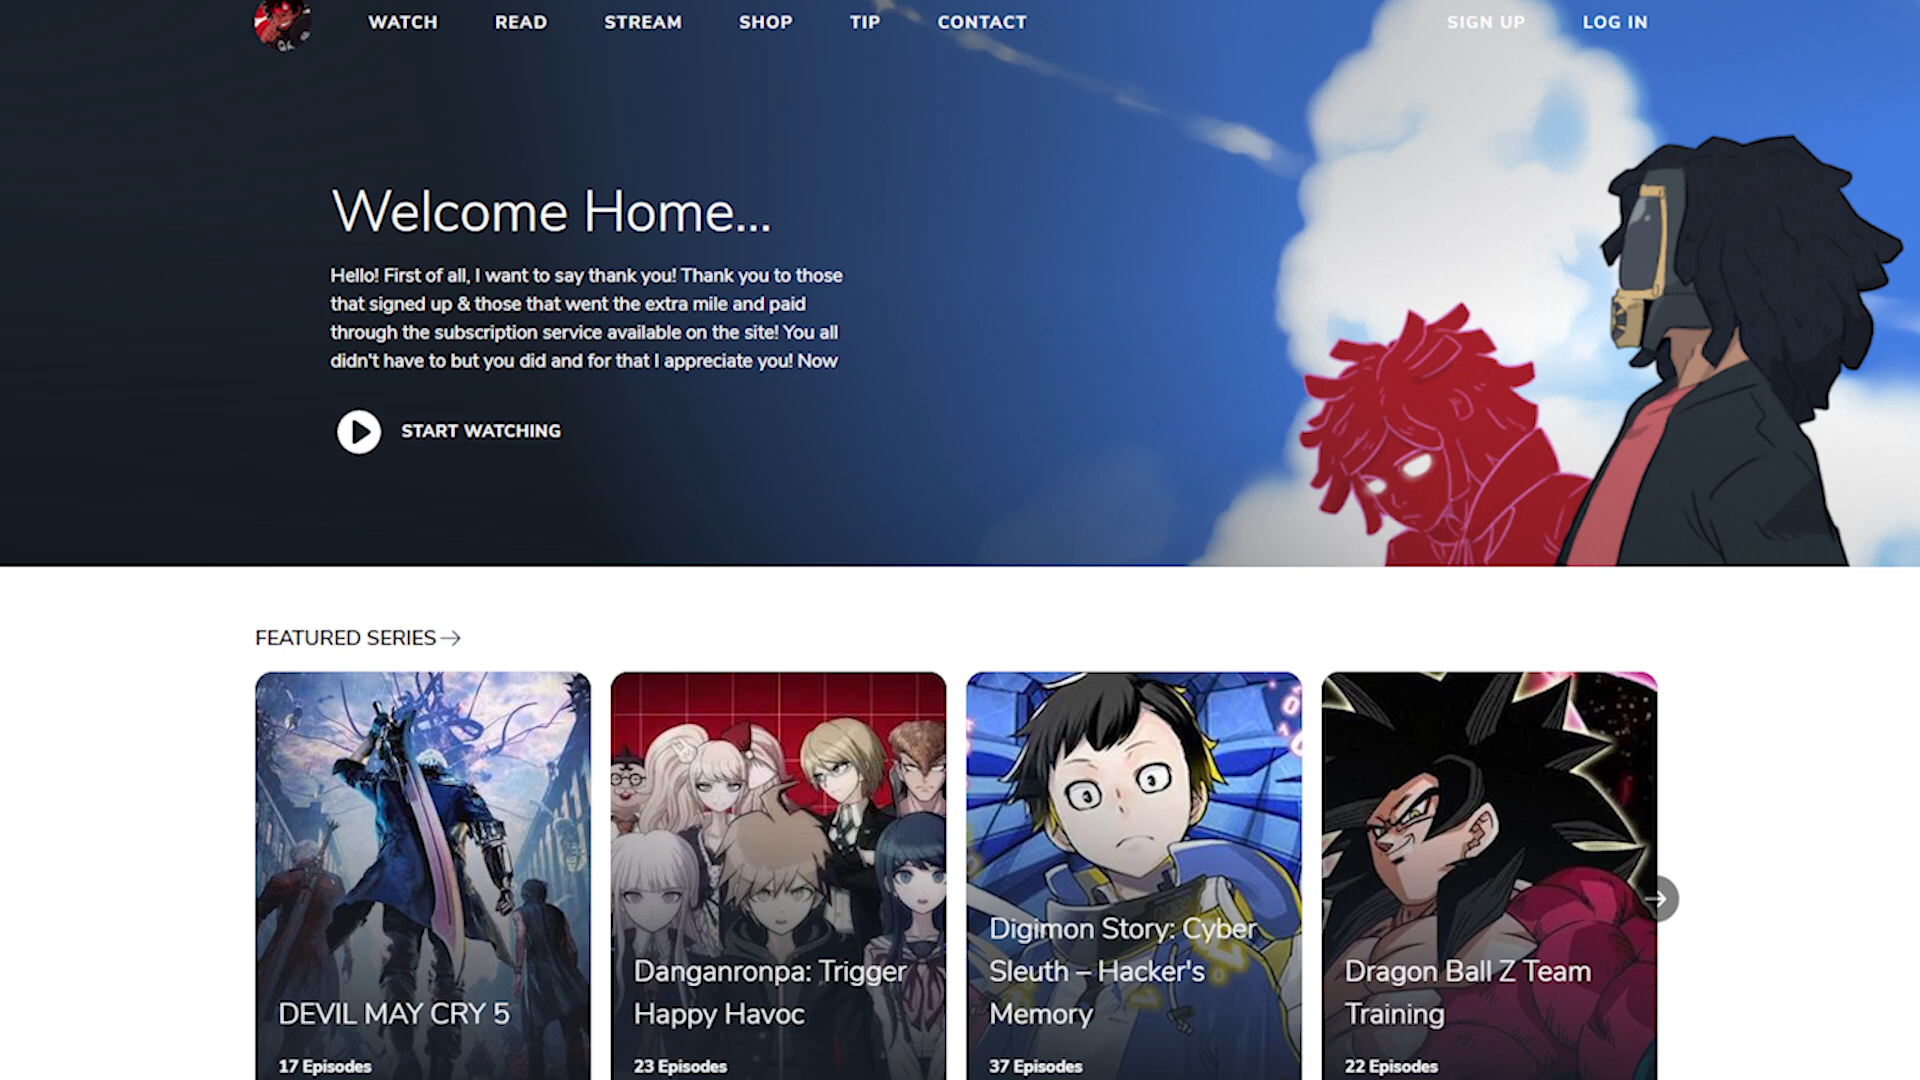 WATCH READ STREAM SHOP TIP CONTACT SIGN UP LOG IN
Welcome Home...
Hello! First of all, I want to say thank you! Thank you to those
that signed up & those that went the extra mile and paid
through the subscription service available on the site! You all
didn't have to but you did and for that I appreciate you! Now
START WATCHING
FEATURED SERIES
DEVIL MAY CRY 5
17 Episodes
Danganronpa: Trigger
Happy Havoc
23 Episodes
Digimon Story: Cyber
Sleuth – Hacker's
Memory
37 Episodes
Dragon Ball Z Team
Training
22 Episodes